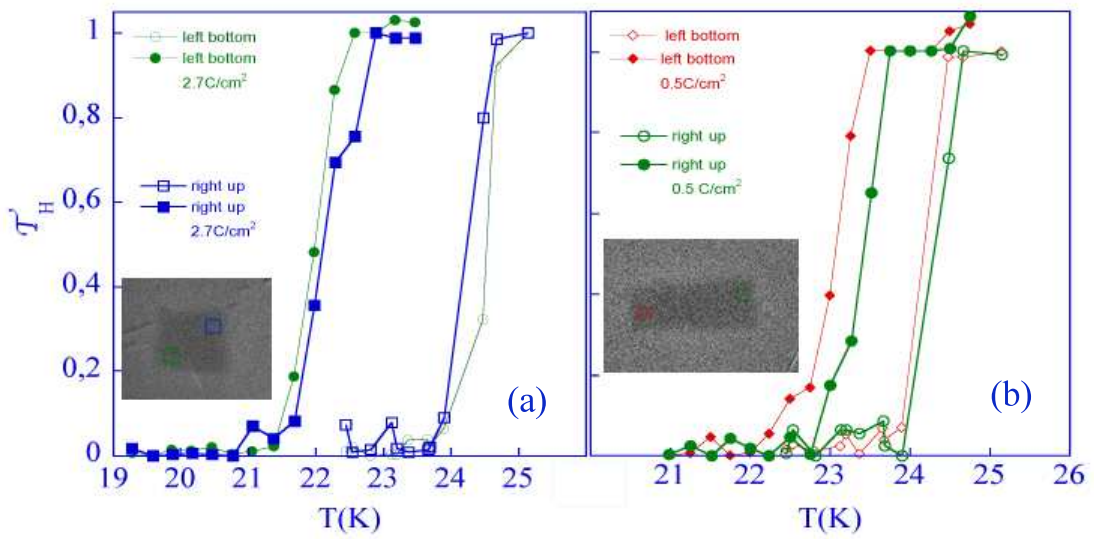 left bottom
left bottom
2.7C/cm²
right up
right up
2.7C/cm²
1
0,8
0,6
0,4
0,2
0
𝒯'H
(a)
19 20 21 22 23 24 25
T(K)
left bottom
left bottom
0.5C/cm²
right up
right up
0.5 C/cm²
(b)
21 22 23 24 25 26
T(K)